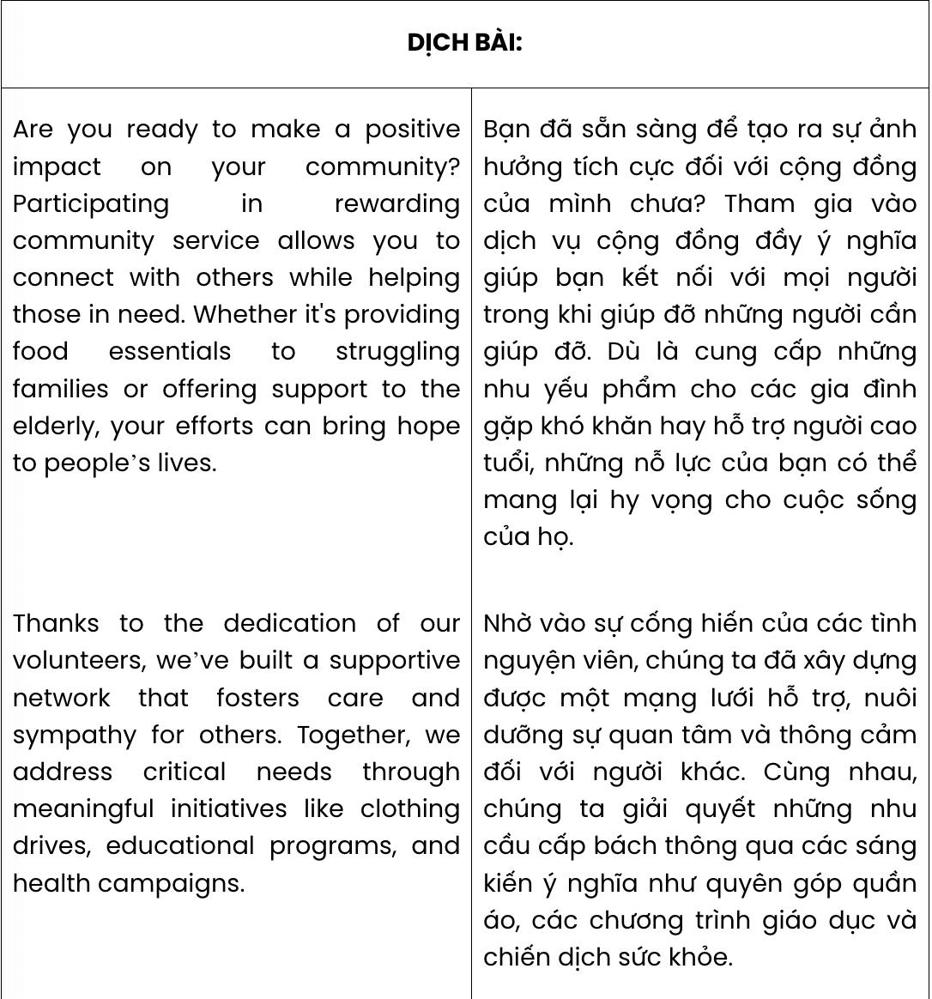 DỊCH BÀI:
Are you ready to make a positive
impact on your community?
Participating in rewarding
community service allows you to
connect with others while helping
those in need. Whether it's providing
food essentials to struggling
families or offering support to the
elderly, your efforts can bring hope
to people’s lives.
Bạn đã sẵn sàng để tạo ra sự ảnh
hưởng tích cực đối với cộng đồng
của mình chưa? Tham gia vào
dịch vụ cộng đồng đầy ý nghĩa
giúp bạn kết nối với mọi người
trong khi giúp đỡ những người cần
giúp đỡ. Dù là cung cấp những
nhu yếu phẩm cho các gia đình
gặp khó khăn hay hỗ trợ người cao
tuổi, những nỗ lực của bạn có thể
mang lại hy vọng cho cuộc sống
của họ.
Thanks to the dedication of our
volunteers, we’ve built a supportive
network that fosters care and
sympathy for others. Together, we
address critical needs through
meaningful initiatives like clothing
drives, educational programs, and
health campaigns.
Nhờ vào sự cống hiến của các tình
nguyện viên, chúng ta đã xây dựng
được một mạng lưới hỗ trợ, nuôi
dưỡng sự quan tâm và thông cảm
đối với người khác. Cùng nhau,
chúng ta giải quyết những nhu
cầu cấp bách thông qua các sáng
kiến ý nghĩa như quyên góp quần
áo, các chương trình giáo dục và
chiến dịch sức khỏe.